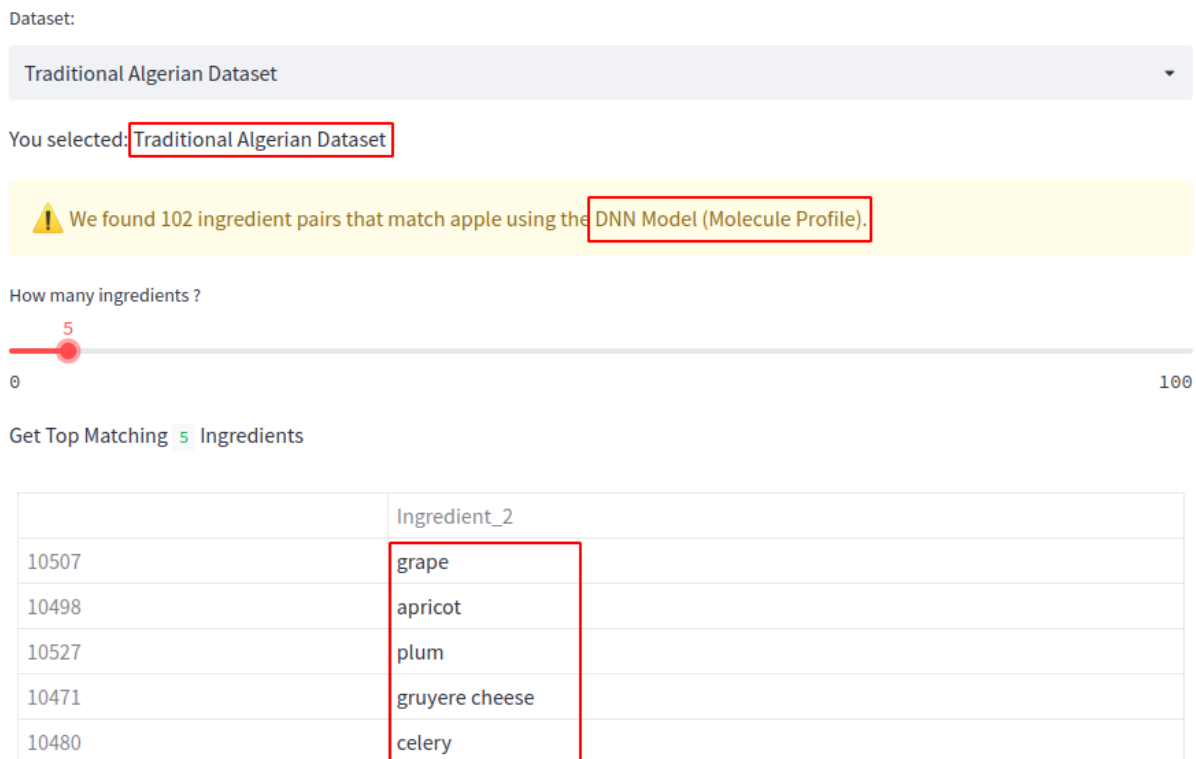 Dataset:
Traditional Algerian Dataset
You selected: Traditional Algerian Dataset
⚠️ We found 102 ingredient pairs that match apple using the DNN Model (Molecule Profile).
How many ingredients ?
5
0 100
Get Top Matching 5 Ingredients
Ingredient_2
10507 grape
10498 apricot
10527 plum
10471 gruyere cheese
10480 celery